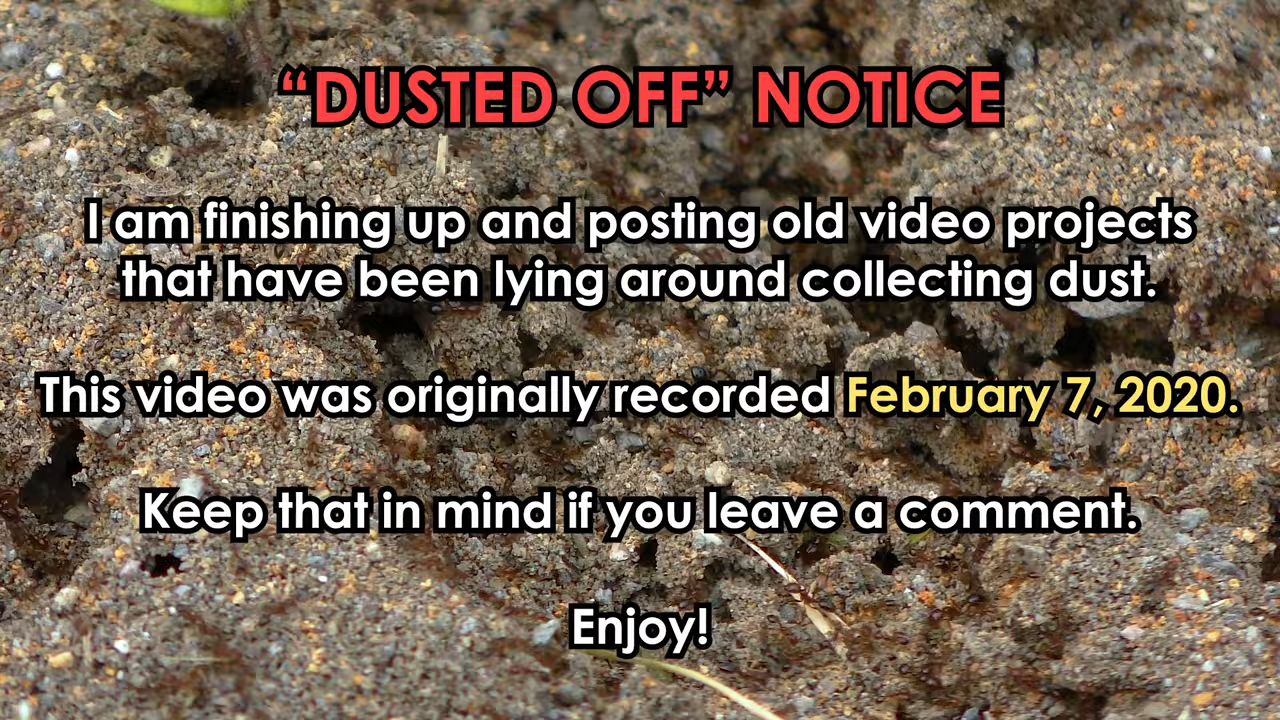 “DUSTED OFF” NOTICE
I am finishing up and posting old video projects
that have been lying around collecting dust.
This video was originally recorded February 7, 2020.
Keep that in mind if you leave a comment.
Enjoy!